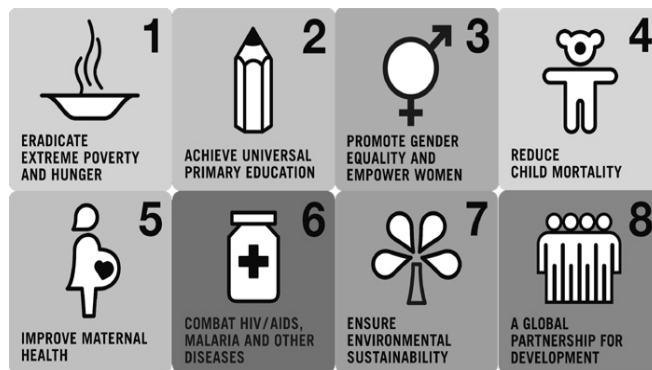 1
ERADICATE
EXTREME POVERTY
AND HUNGER
2
ACHIEVE UNIVERSAL
PRIMARY EDUCATION
3
PROMOTE GENDER
EQUALITY AND
EMPOWER WOMEN
4
REDUCE
CHILD MORTALITY
5
IMPROVE MATERNAL
HEALTH
6
COMBAT HIV/AIDS,
MALARIA AND OTHER
DISEASES
7
ENSURE
ENVIRONMENTAL
SUSTAINABILITY
8
A GLOBAL
PARTNERSHIP FOR
DEVELOPMENT